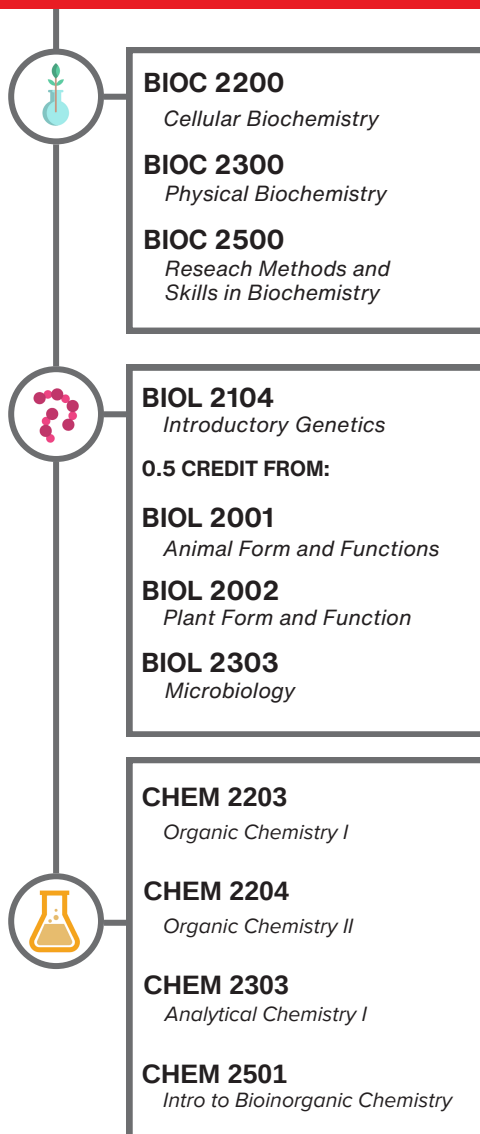 BIOC 2200
Cellular Biochemistry
BIOC 2300
Physical Biochemistry
BIOC 2500
Reseach Methods and
Skills in Biochemistry
BIOL 2104
Introductory Genetics
0.5 CREDIT FROM:
BIOL 2001
Animal Form and Functions
BIOL 2002
Plant Form and Function
BIOL 2303
Microbiology
CHEM 2203
Organic Chemistry I
CHEM 2204
Organic Chemistry II
CHEM 2303
Analytical Chemistry I
CHEM 2501
Intro to Bioinorganic Chemistry